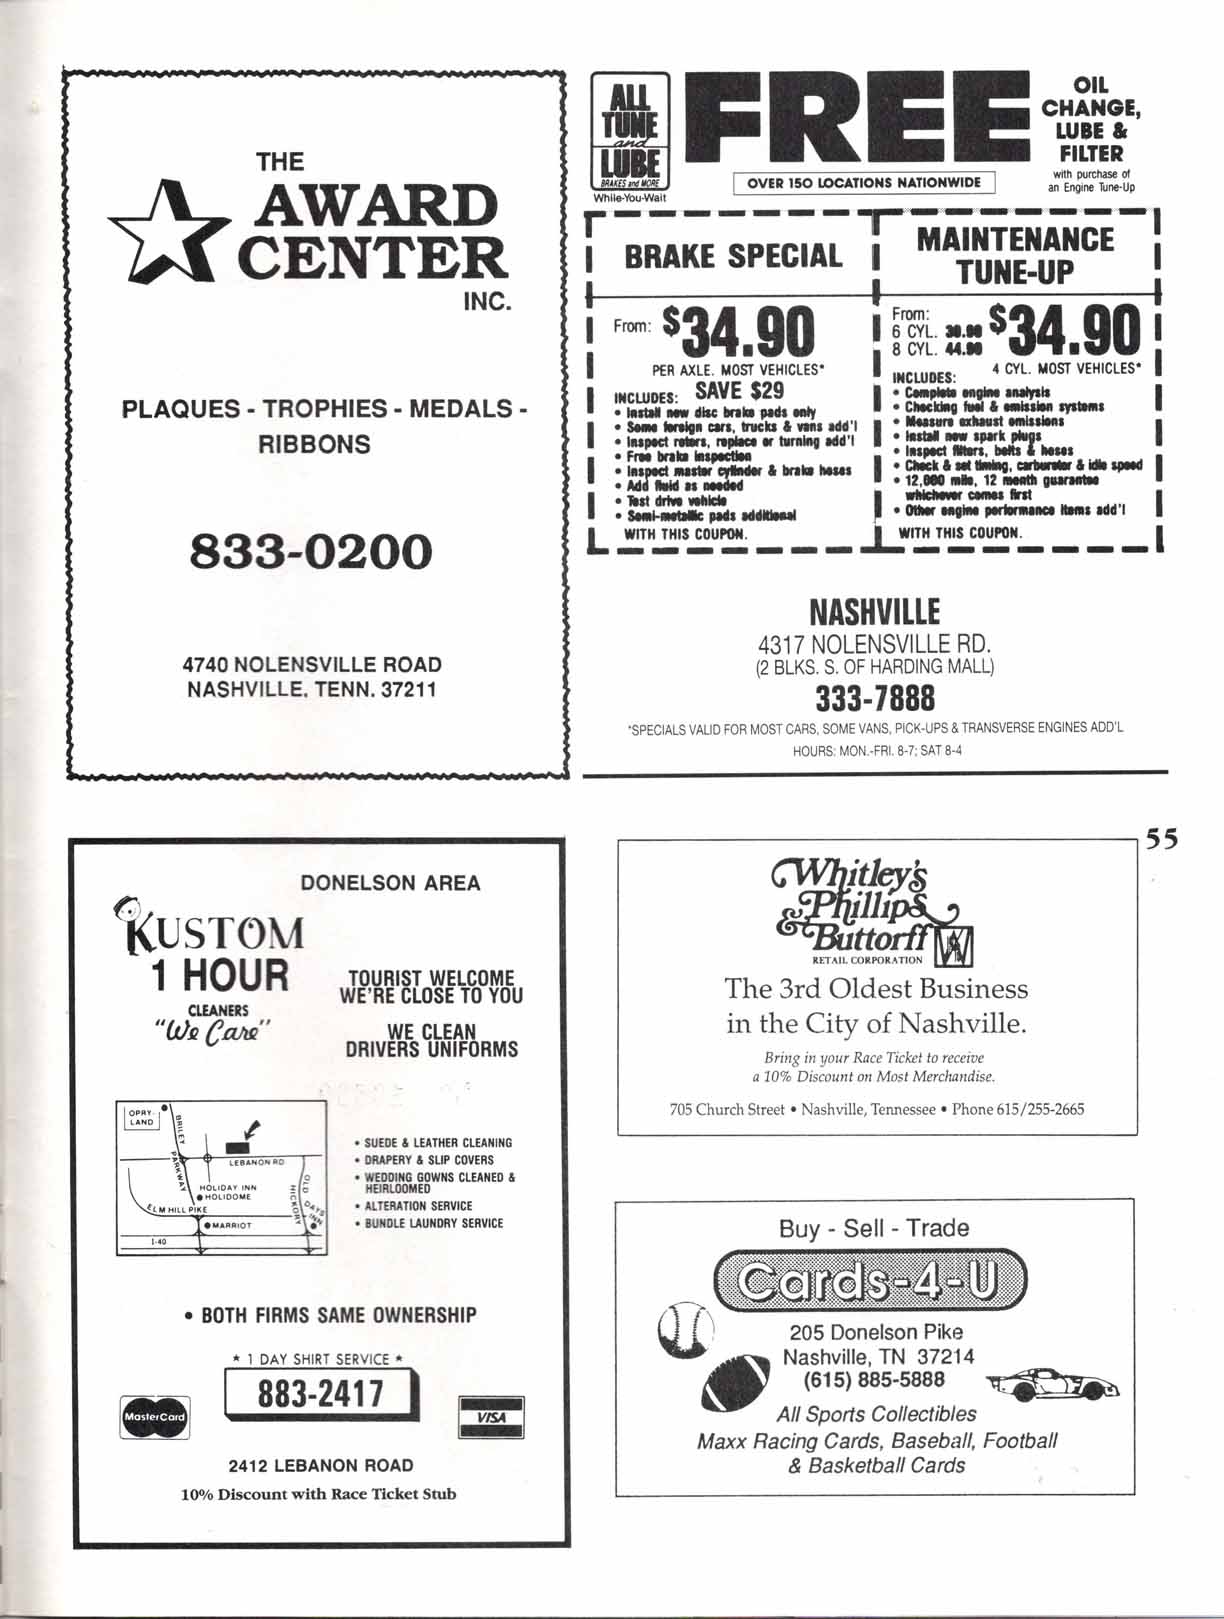 THE
AWARD
CENTER
INC.
PLAQUES - TROPHIES - MEDALS -
RIBBONS
833-0200
4740 NOLENSVILLE ROAD
NASHVILLE, TENN. 37211
ALL
TUNE
and
LUBE
BRAKES and MORE
While-You-Wait
FREE
OIL
CHANGE,
LUBE &
FILTER
with purchase of
an Engine Tune-Up
OVER 150 LOCATIONS NATIONWIDE
BRAKE SPECIAL
From: $34.90
PER AXLE. MOST VEHICLES*
INCLUDES: SAVE $29
• Install new disc brake pads only
• Some foreign cars, trucks & vans add'l
• Inspect rotors, replace or turning add'l
• Free brake inspection
• Inspect master cylinder & brake hoses
• Add fluid as needed
• Test drive vehicle
• Semi-metallic pads additional
WITH THIS COUPON.
MAINTENANCE
TUNE-UP
From:
6 CYL.
8 CYL. 44.90
$34.90
4 CYL. MOST VEHICLES*
INCLUDES:
• Complete engine analysis
• Checking fuel & emission systems
• Measure exhaust emissions
• Install new spark plugs
• Inspect filters, belts & hoses
• Check & set timing, carburetor & idle speed
• 12,000 mile, 12 month guarantee
whichever comes first
• Other engine performance items add'l
WITH THIS COUPON.
NASHVILLE
4317 NOLENSVILLE RD.
(2 BLKS. S. OF HARDING MALL)
333-7888
*SPECIALS VALID FOR MOST CARS, SOME VANS, PICK-UPS & TRANSVERSE ENGINES ADD'L
HOURS: MON.-FRI. 8-7; SAT 8-4
55
DONELSON AREA
KUSTOM
1 HOUR
CLEANERS
"We Care"
TOURIST WELCOME
WE'RE CLOSE TO YOU
WE CLEAN
DRIVERS UNIFORMS
OPRY-
LAND
BRILEY
PARKWAY
LEBANON RD
HOLIDAY INN
HOLIDOME
OLD
HICKORY
DAYS
INN
ELM HILL PIKE
MARRIOT
I-40
• SUEDE & LEATHER CLEANING
• DRAPERY & SLIP COVERS
• WEDDING GOWNS CLEANED &
HEIRLOOMED
• ALTERATION SERVICE
• BUNDLE LAUNDRY SERVICE
• BOTH FIRMS SAME OWNERSHIP
* 1 DAY SHIRT SERVICE *
883-2417
MasterCard
VISA
2412 LEBANON ROAD
10% Discount with Race Ticket Stub
Whitley's
Phillips
& Buttorff
RETAIL CORPORATION
The 3rd Oldest Business
in the City of Nashville.
Bring in your Race Ticket to receive
a 10% Discount on Most Merchandise.
705 Church Street • Nashville, Tennessee • Phone 615/255-2665
Buy - Sell - Trade
Cards-4-U
205 Donelson Pike
Nashville, TN 37214
(615) 885-5888
All Sports Collectibles
Maxx Racing Cards, Baseball, Football
& Basketball Cards